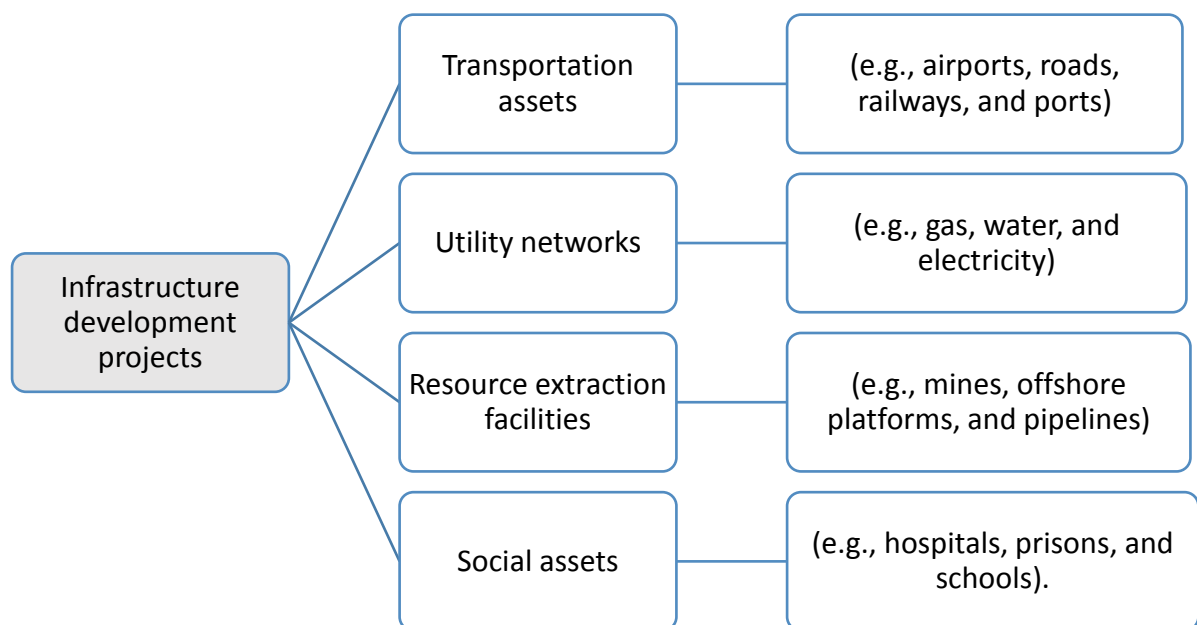 Infrastructure
development
projects
Transportation
assets
(e.g., airports, roads,
railways, and ports)
Utility networks
(e.g., gas, water, and
electricity)
Resource extraction
facilities
(e.g., mines, offshore
platforms, and pipelines)
Social assets
(e.g., hospitals, prisons, and
schools).